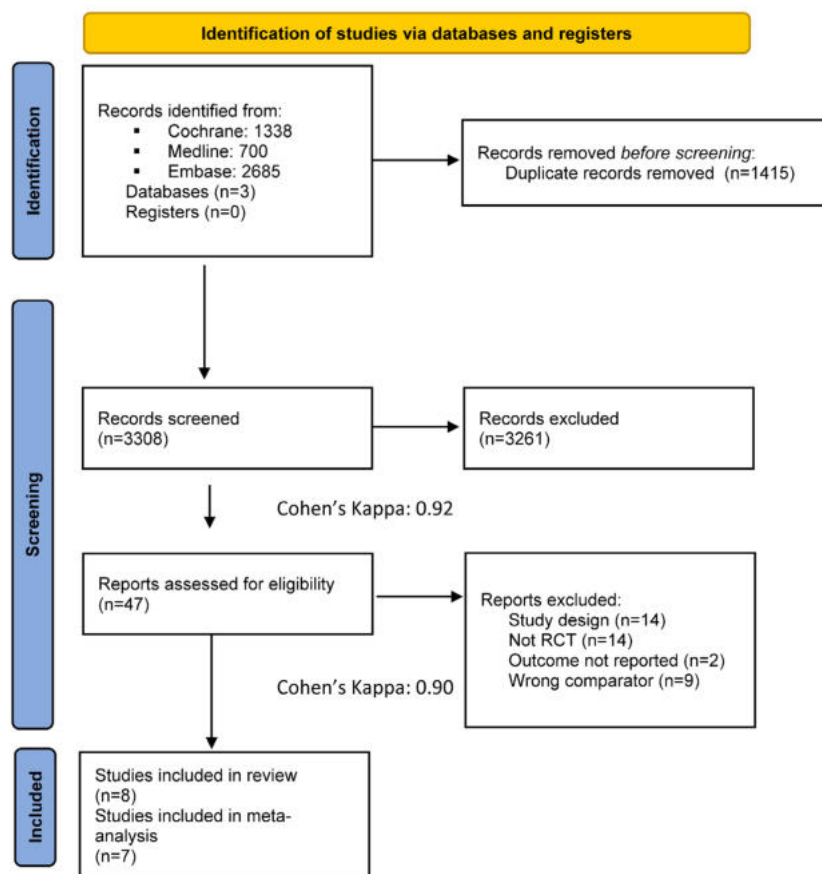 Identification of studies via databases and registers
Identification
Records identified from:
▪ Cochrane: 1338
▪ Medline: 700
▪ Embase: 2685
Databases (n=3)
Registers (n=0)
Records removed before screening:
Duplicate records removed (n=1415)
Screening
Records screened
(n=3308)
Records excluded
(n=3261)
Cohen's Kappa: 0.92
Reports assessed for eligibility
(n=47)
Reports excluded:
Study design (n=14)
Not RCT (n=14)
Outcome not reported (n=2)
Wrong comparator (n=9)
Cohen's Kappa: 0.90
Included
Studies included in review
(n=8)
Studies included in meta-
analysis
(n=7)